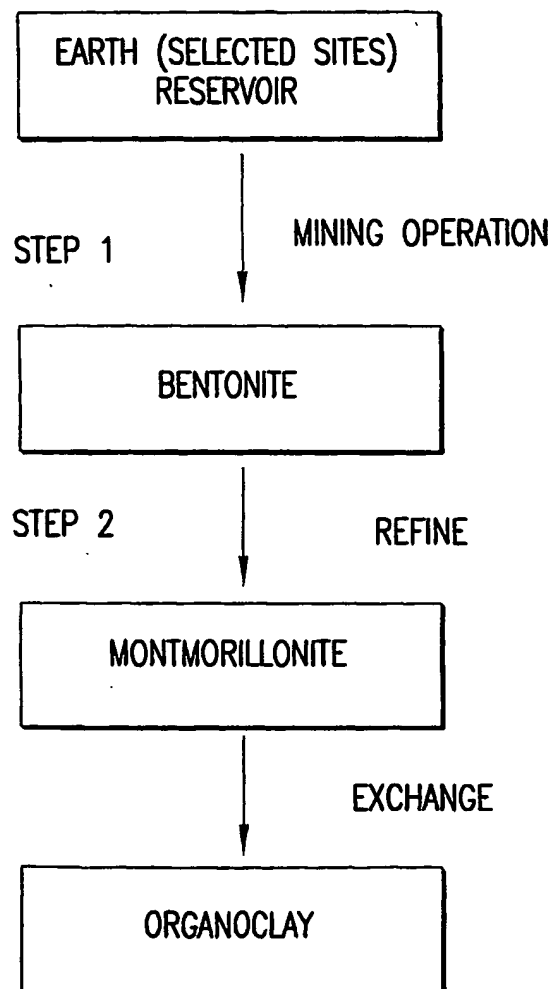 EARTH (SELECTED SITES)
RESERVOIR
STEP 1
MINING OPERATION
BENTONITE
STEP 2
REFINE
MONTMORILLONITE
EXCHANGE
ORGANOCLAY